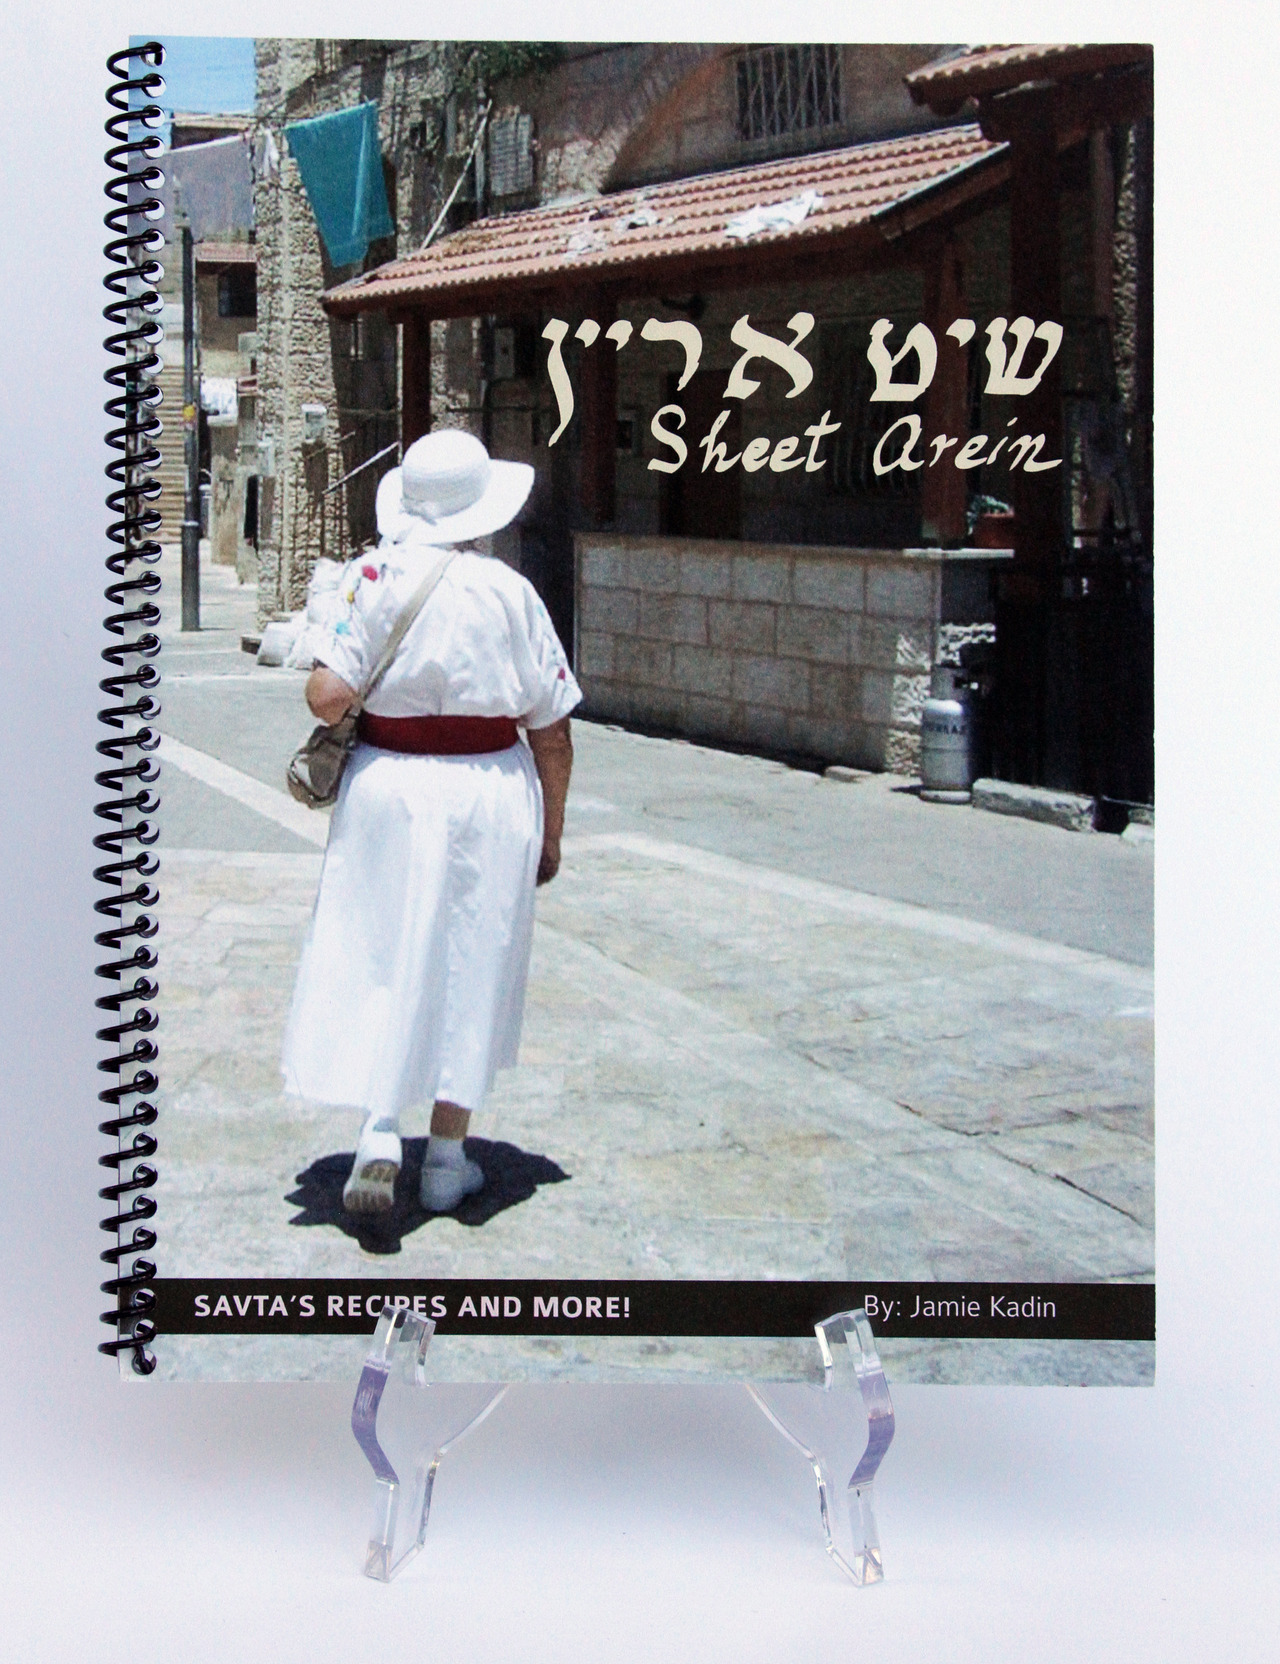 שיט אריין
Sheet Arein
SAVTA'S RECIPES AND MORE!
By: Jamie Kadin